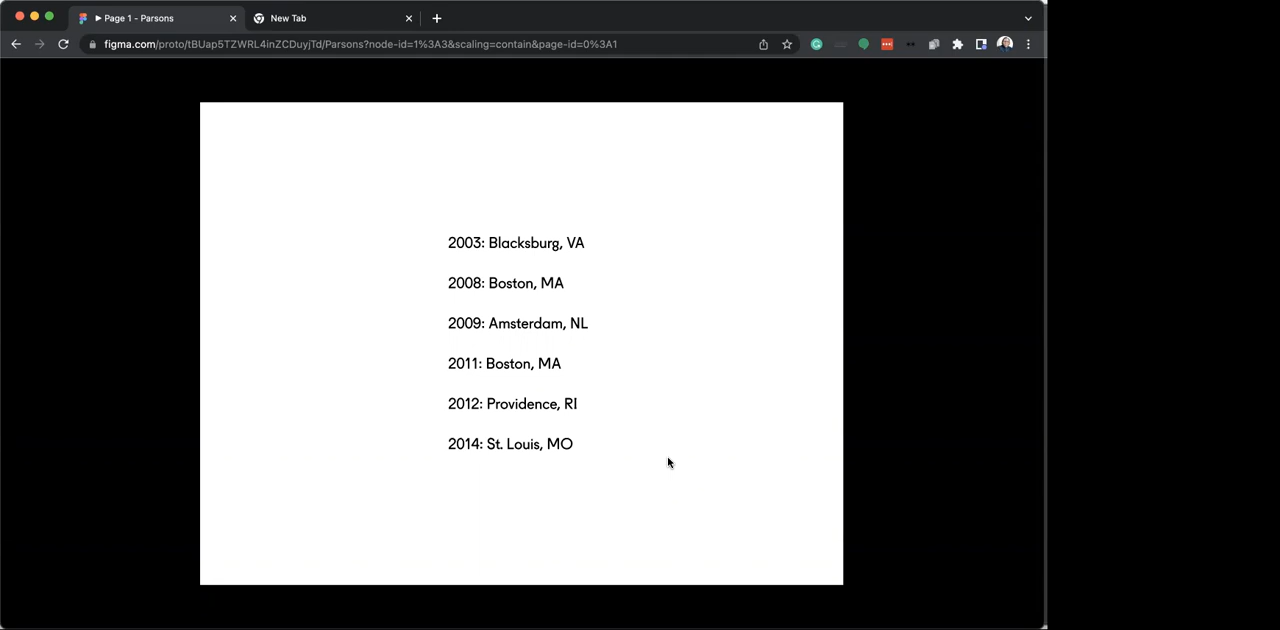 ▶ Page 1 - Parsons
New Tab
figma.com/proto/tBUap5TZWRL4inZCDuyjTd/Parsons?node-id=1%3A3&scaling=contain&page-id=0%3A1
2003: Blacksburg, VA
2008: Boston, MA
2009: Amsterdam, NL
2011: Boston, MA
2012: Providence, RI
2014: St. Louis, MO